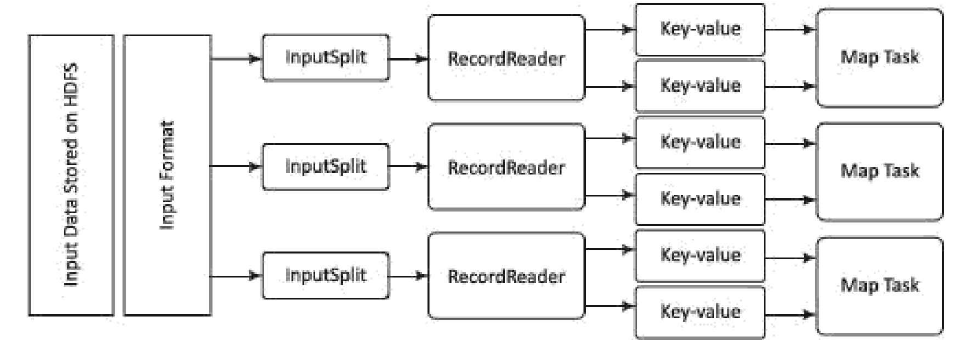 Input Data Stored on HDFS
Input Format
InputSplit
RecordReader
Key-value
Key-value
Map Task
InputSplit
RecordReader
Key-value
Key-value
Map Task
InputSplit
RecordReader
Key-value
Key-value
Map Task